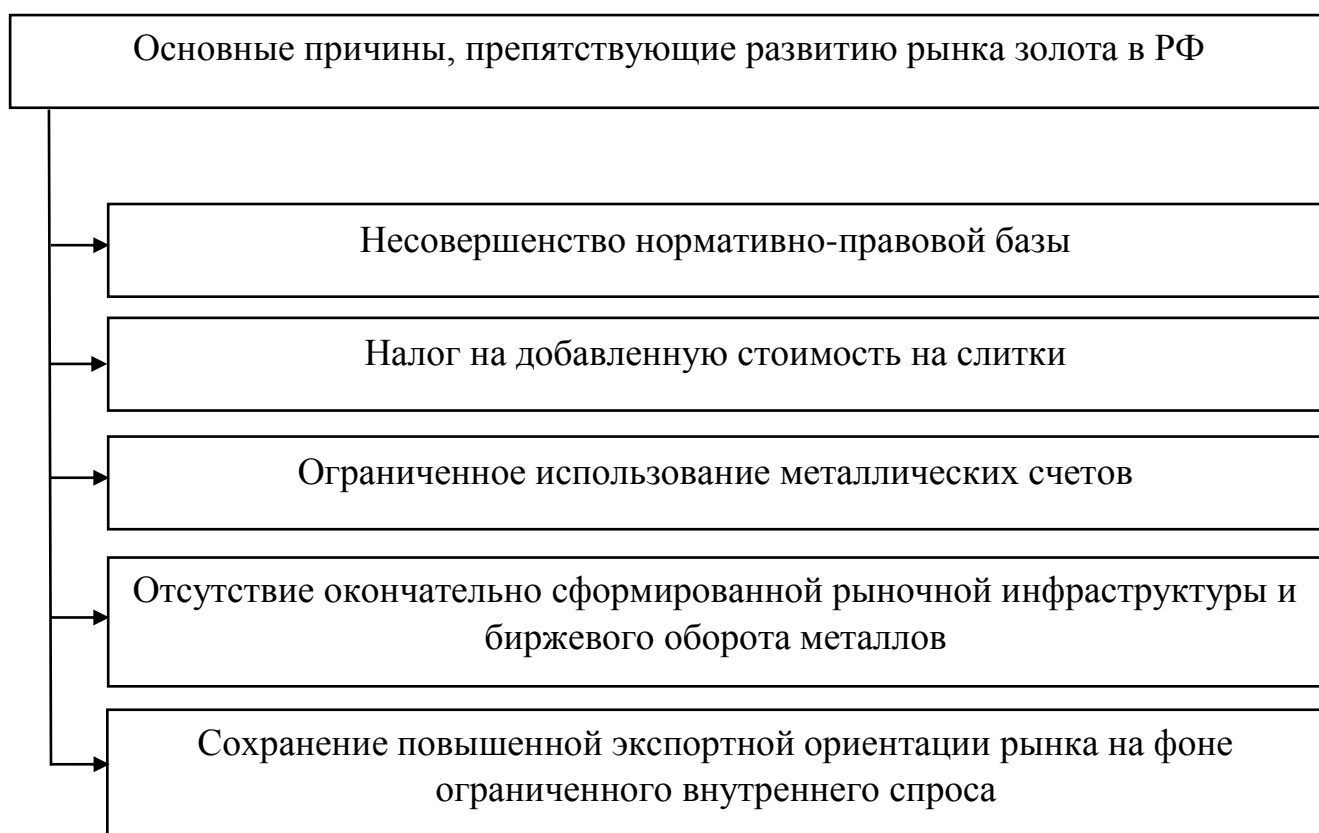 Основные причины, препятствующие развитию рынка золота в РФ
Несовершенство нормативно-правовой базы
Налог на добавленную стоимость на слитки
Ограниченное использование металлических счетов
Отсутствие окончательно сформированной рыночной инфраструктуры и
биржевого оборота металлов
Сохранение повышенной экспортной ориентации рынка на фоне
ограниченного внутреннего спроса